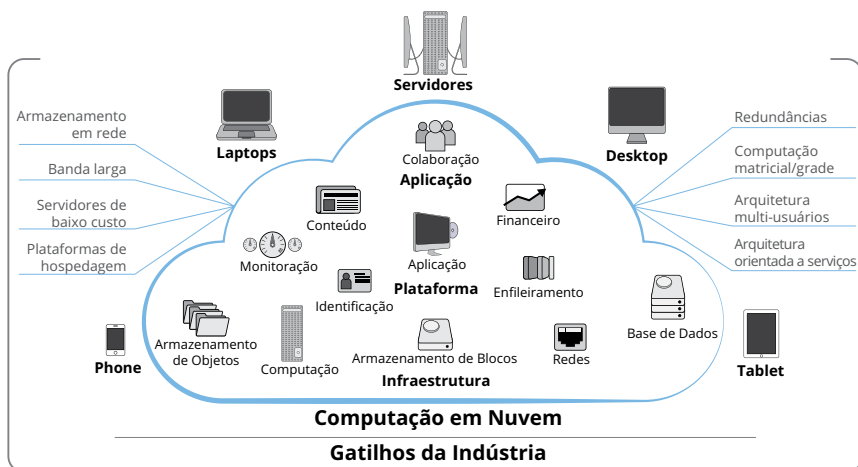 Servidores
Laptops
Desktop
Armazenamento
em rede
Banda larga
Servidores de
baixo custo
Plataformas de
hospedagem
Redundâncias
Computação
matricial/grade
Arquitetura
multi-usuários
Arquitetura
orientada a serviços
Colaboração
Aplicação
Conteúdo
Financeiro
Monitoração
Aplicação
Plataforma
Identificação
Enfileiramento
Armazenamento
de Objetos
Computação
Armazenamento de Blocos
Infraestrutura
Redes
Base de Dados
Phone
Tablet
Computação em Nuvem
Gatilhos da Indústria